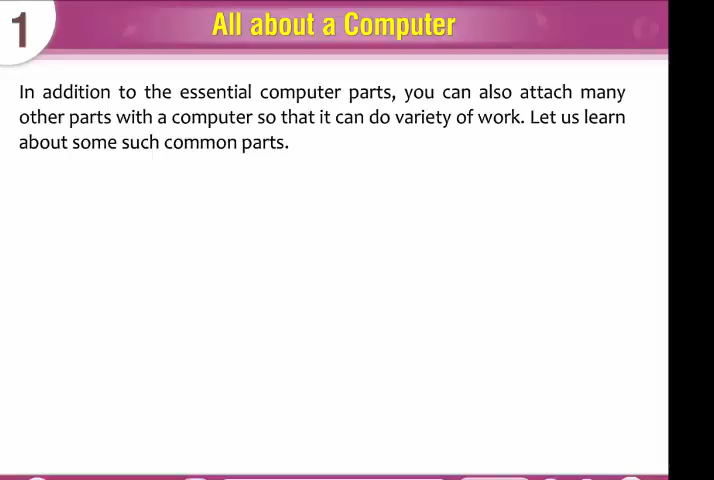 1
All about a Computer
In addition to the essential computer parts, you can also attach many
other parts with a computer so that it can do variety of work. Let us learn
about some such common parts.